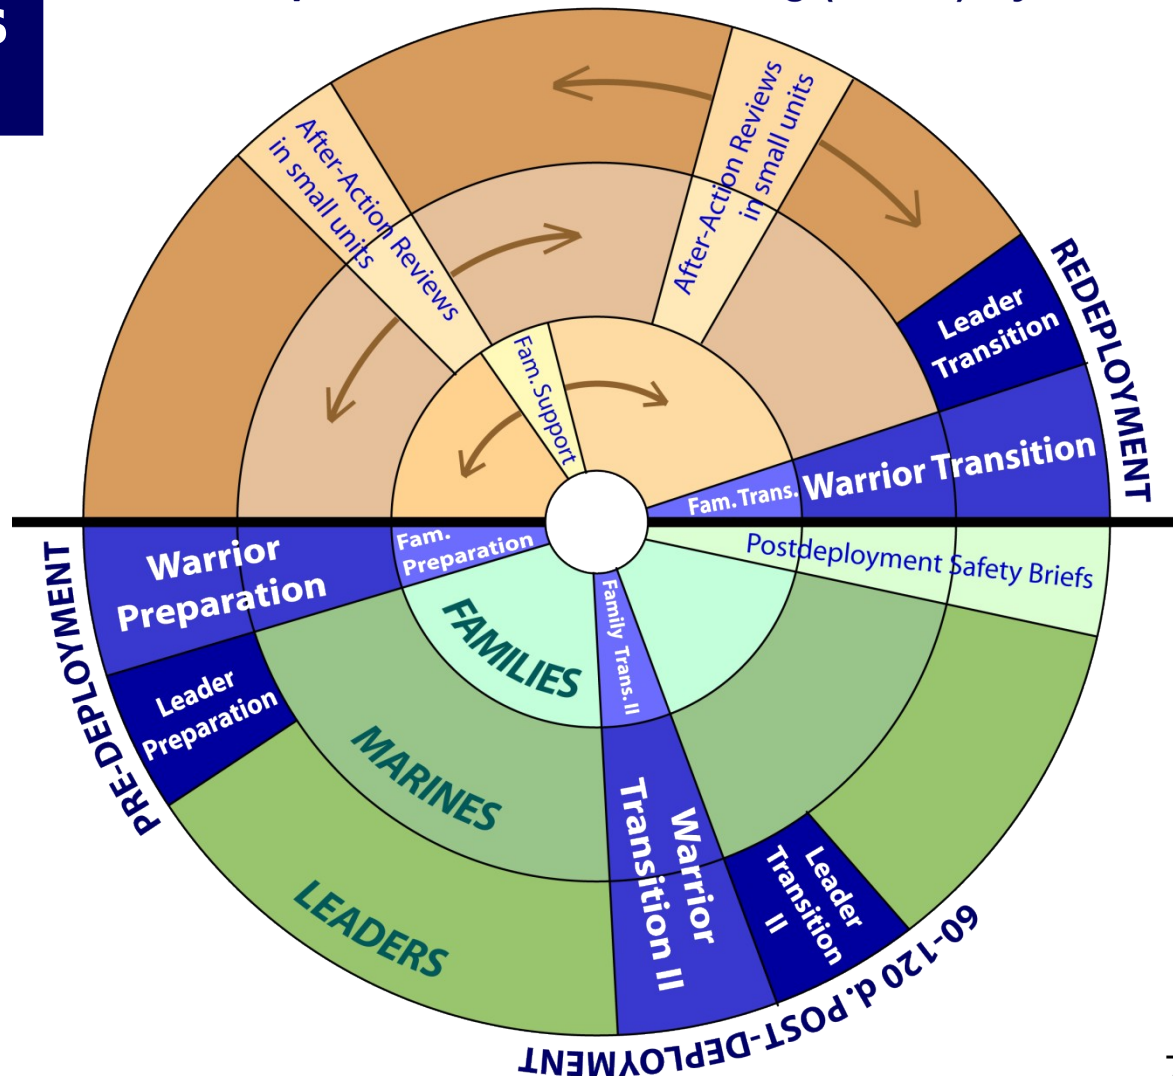 After-Action Reviews
in small units
After-Action Reviews
in small units
Fam. Support
REDEPLOYMENT
Leader
Transition
Warrior Transition
Fam. Trans.
Postdeployment Safety Briefs
Fam.
Preparation
Warrior
Preparation
PRE-DEPLOYMENT
Leader
Preparation
FAMILIES
MARINES
LEADERS
Family Trans. II
Warrior
Transition II
Leader
Transition
II
60-120 d. POST-DEPLOYMENT